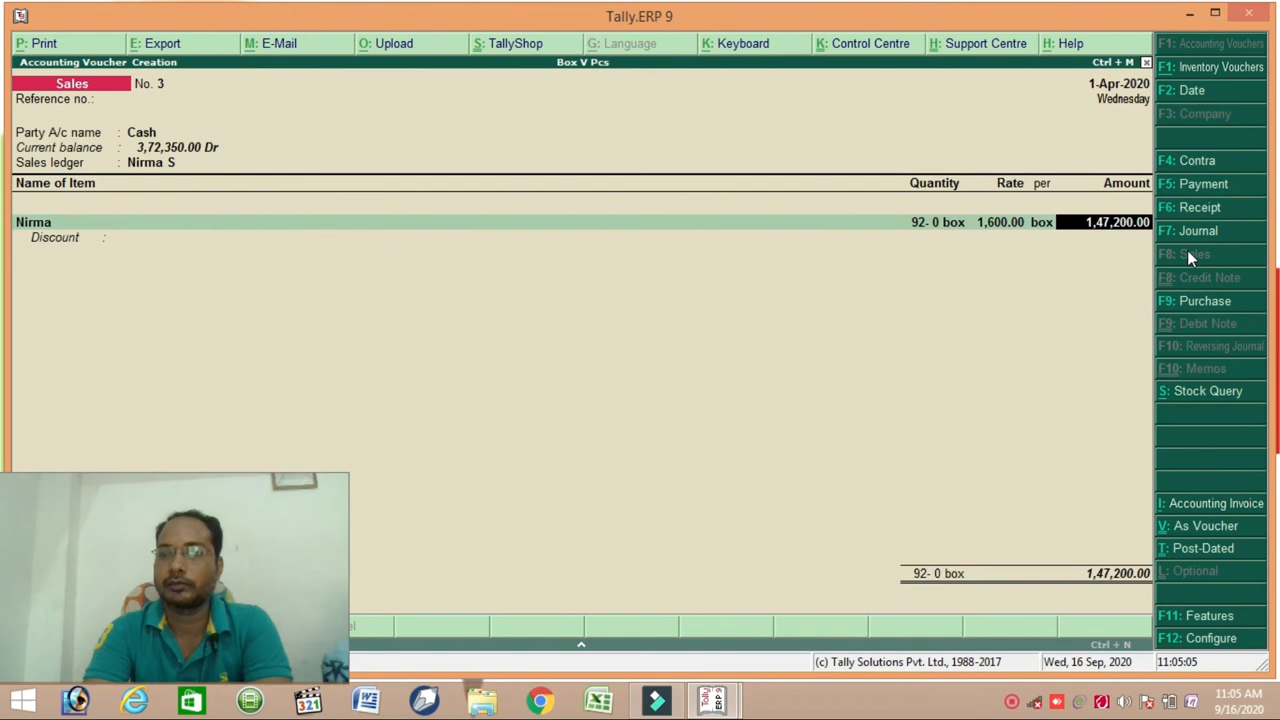 Tally.ERP 9
P: Print E: Export M: E-Mail O: Upload S: TallyShop G: Language K: Keyboard K: Control Centre H: Support Centre H: Help
Accounting Voucher Creation Box V Pcs Ctrl + M
Sales No. 3 1-Apr-2020
Reference no.: Wednesday
Party A/c name : Cash
Current balance : 3,72,350.00 Dr
Sales ledger : Nirma S
Name of Item Quantity Rate per Amount
Nirma 92- 0 box 1,600.00 box 1,47,200.00
Discount :
92- 0 box 1,47,200.00
Ctrl + N
(c) Tally Solutions Pvt. Ltd., 1988-2017 Wed, 16 Sep, 2020 11:05:05
F1: Accounting Vouchers
F1: Inventory Vouchers
F2: Date
F3: Company
F4: Contra
F5: Payment
F6: Receipt
F7: Journal
F8: Sales
F8: Credit Note
F9: Purchase
F9: Debit Note
F10: Reversing Journal
F10: Memos
S: Stock Query
I: Accounting Invoice
V: As Voucher
T: Post-Dated
L: Optional
F11: Features
F12: Configure
321
Tally
ERP 9
11:05 AM
9/16/2020